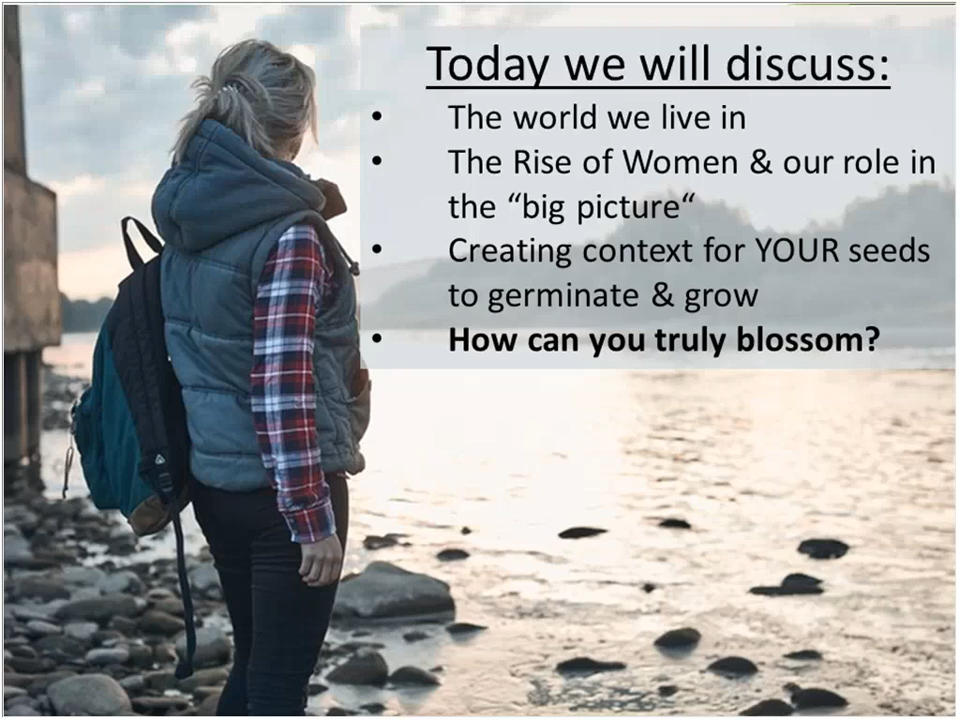 Today we will discuss:
• The world we live in
• The Rise of Women & our role in
the “big picture“
• Creating context for YOUR seeds
to germinate & grow
• How can you truly blossom?